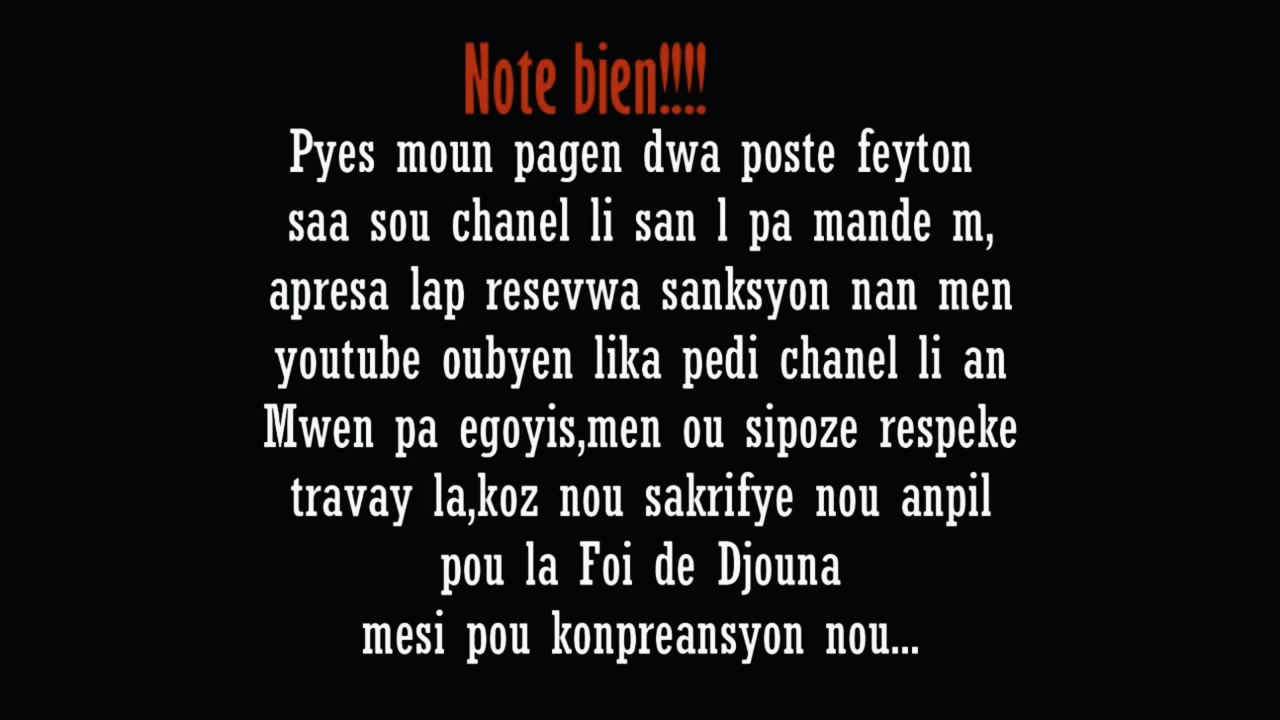 Note bien!!!!
Pyes moun pagen dwa poste feyton
saa sou chanel li san l pa mande m,
apresa lap resevwa sanksyon nan men
youtube oubyen lika pedi chanel li an
Mwen pa egoyis,men ou sipoze respeke
travay la,koz nou sakrifye nou anpil
pou la Foi de Djouna
mesi pou konpreansyon nou...